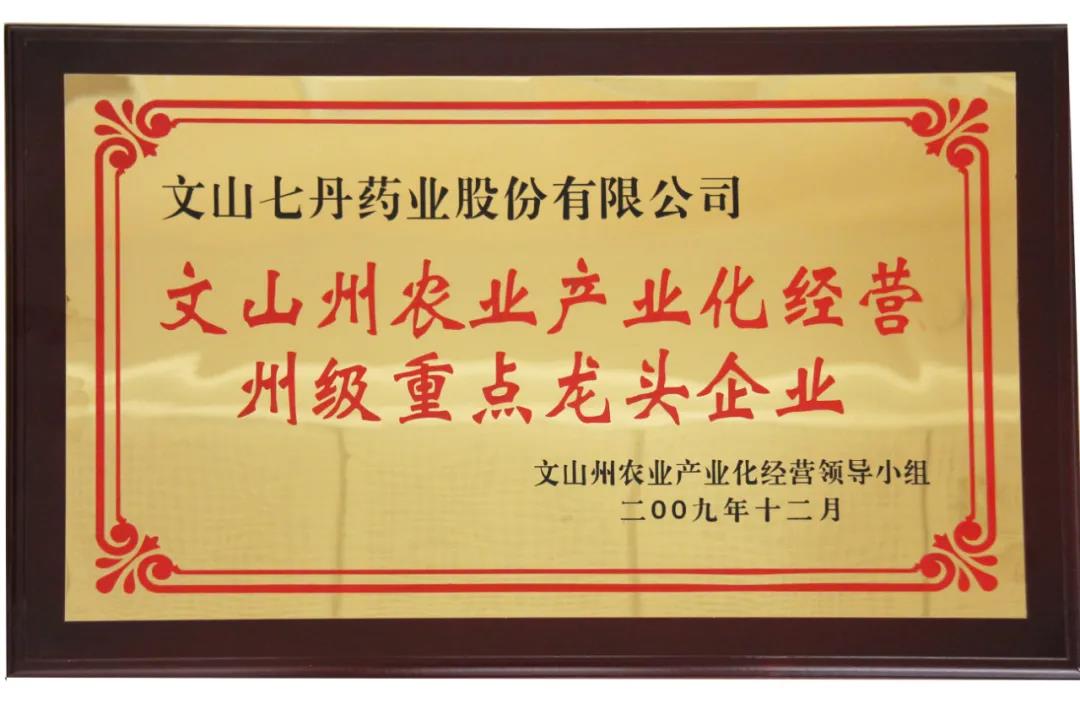 文山七丹药业股份有限公司
文山州农业产业化经营
州级重点龙头企业
文山州农业产业化经营领导小组
二00九年十二月